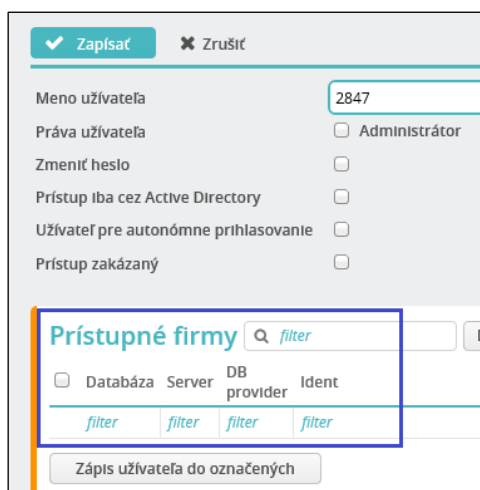 Zapísať Zrušiť
Meno užívateľa 2847
Práva užívateľa Administrátor
Zmeniť heslo
Prístup iba cez Active Directory
Užívateľ pre autonómne prihlasovanie
Prístup zakázaný
Prístupné firmy filter
Databáza Server DB provider Ident
filter filter filter filter
Zápis užívateľa do označených